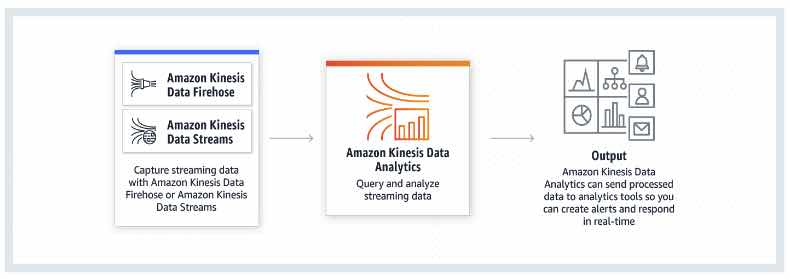 Amazon Kinesis
Data Firehose
Amazon Kinesis
Data Streams
Capture streaming data
with Amazon Kinesis Data
Firehose or Amazon Kinesis
Data Streams
Amazon Kinesis Data
Analytics
Query and analyze
streaming data
Output
Amazon Kinesis Data
Analytics can send processed
data to analytics tools so you
can create alerts and respond
in real-time